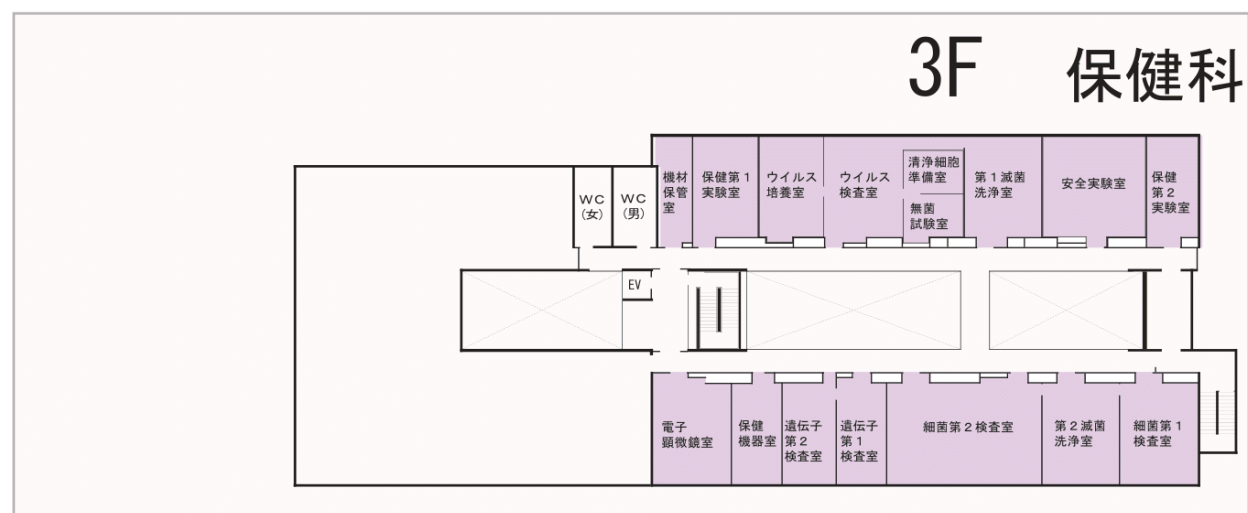 3F 保健科
機材
保管
室
保健第1
実験室
ウイルス
培養室
ウイルス
検査室
清浄細胞
準備室
無菌
試験室
第1滅菌
洗浄室
安全実験室
保健
第2
実験室
WC
(女)
WC
(男)
EV
電子
顕微鏡室
保健
機器室
遺伝子
第2
検査室
遺伝子
第1
検査室
細菌第2検査室
第2滅菌
洗浄室
細菌第1
検査室